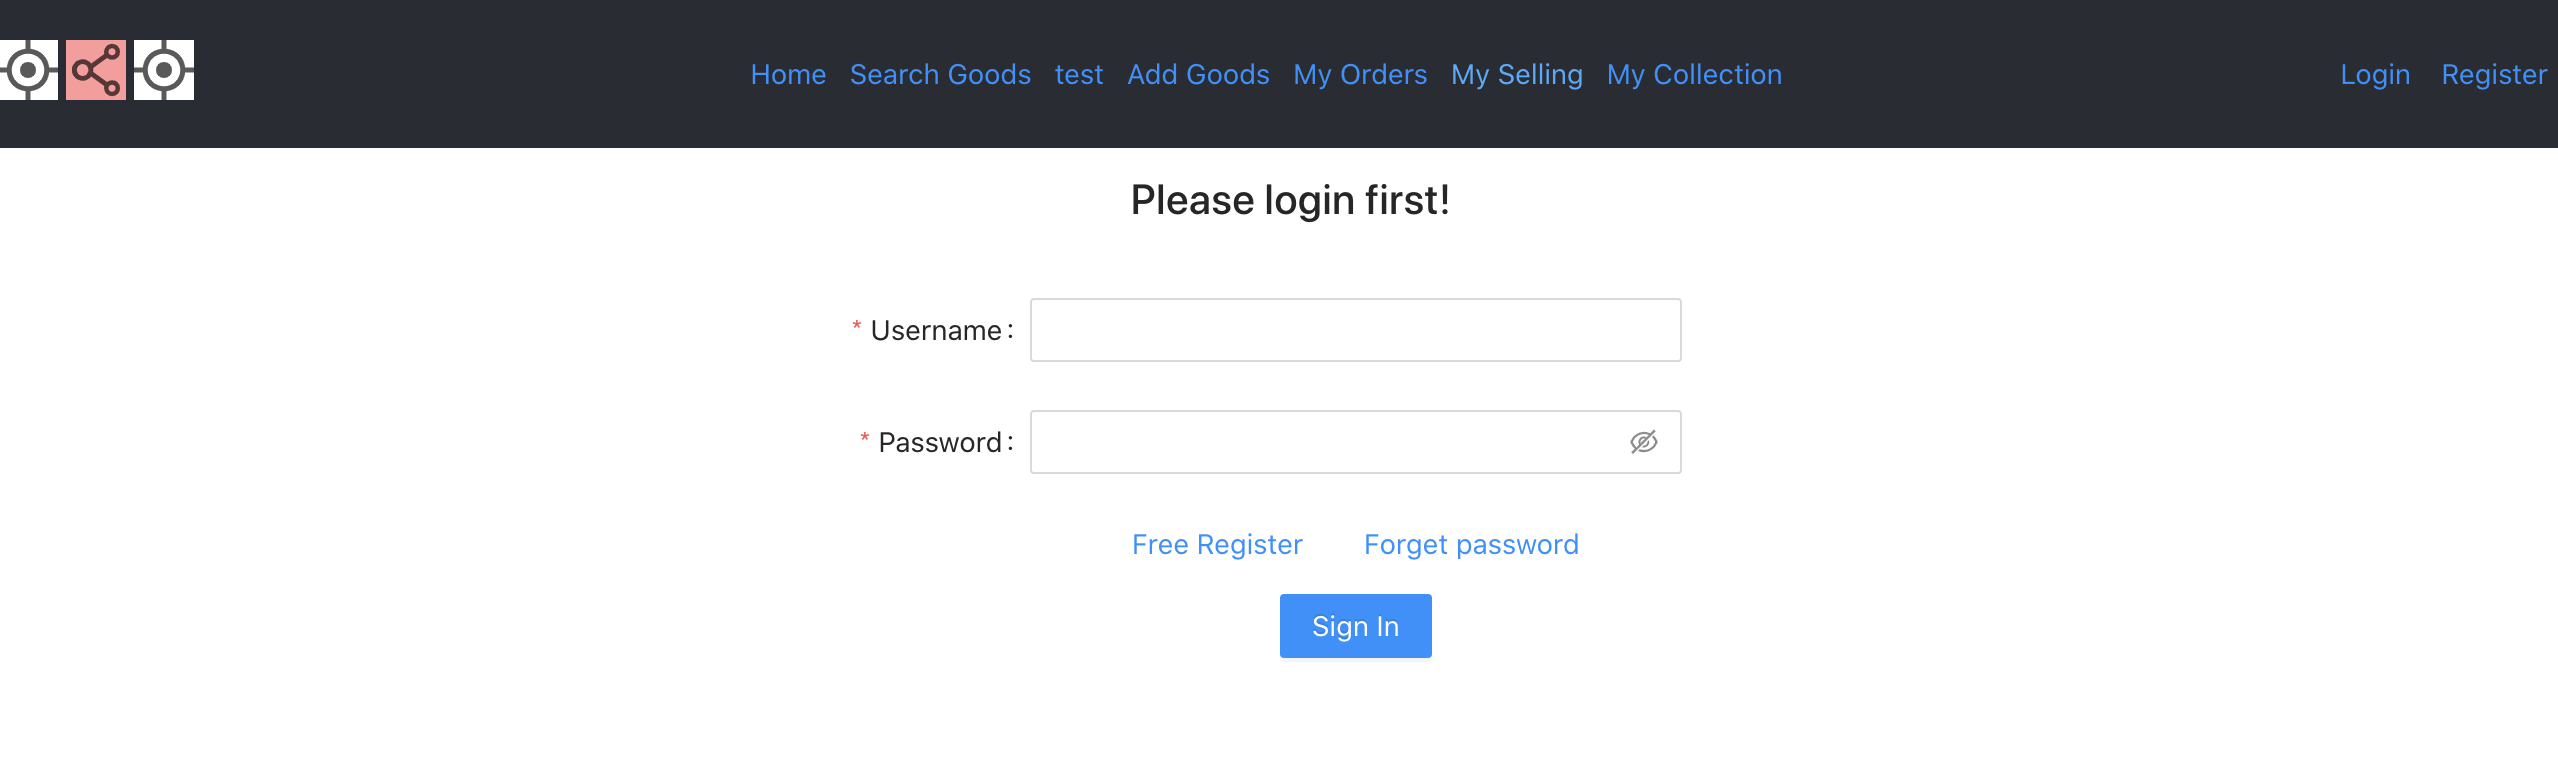 Home Search Goods test Add Goods My Orders My Selling My Collection Login Register
Please login first!
* Username:
* Password:
Free Register Forget password
Sign In